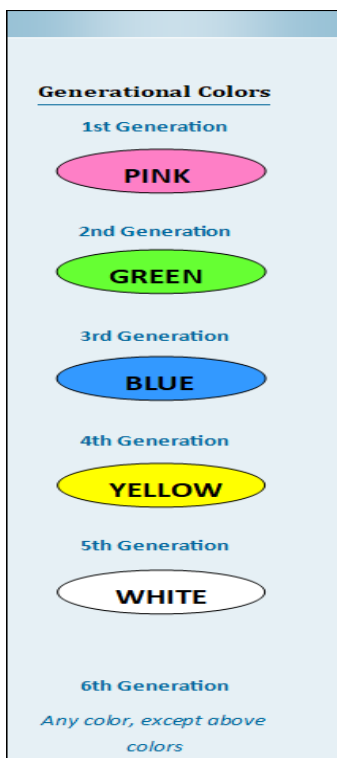 Generational Colors
1st Generation
PINK
2nd Generation
GREEN
3rd Generation
BLUE
4th Generation
YELLOW
5th Generation
WHITE
6th Generation
Any color, except above
colors